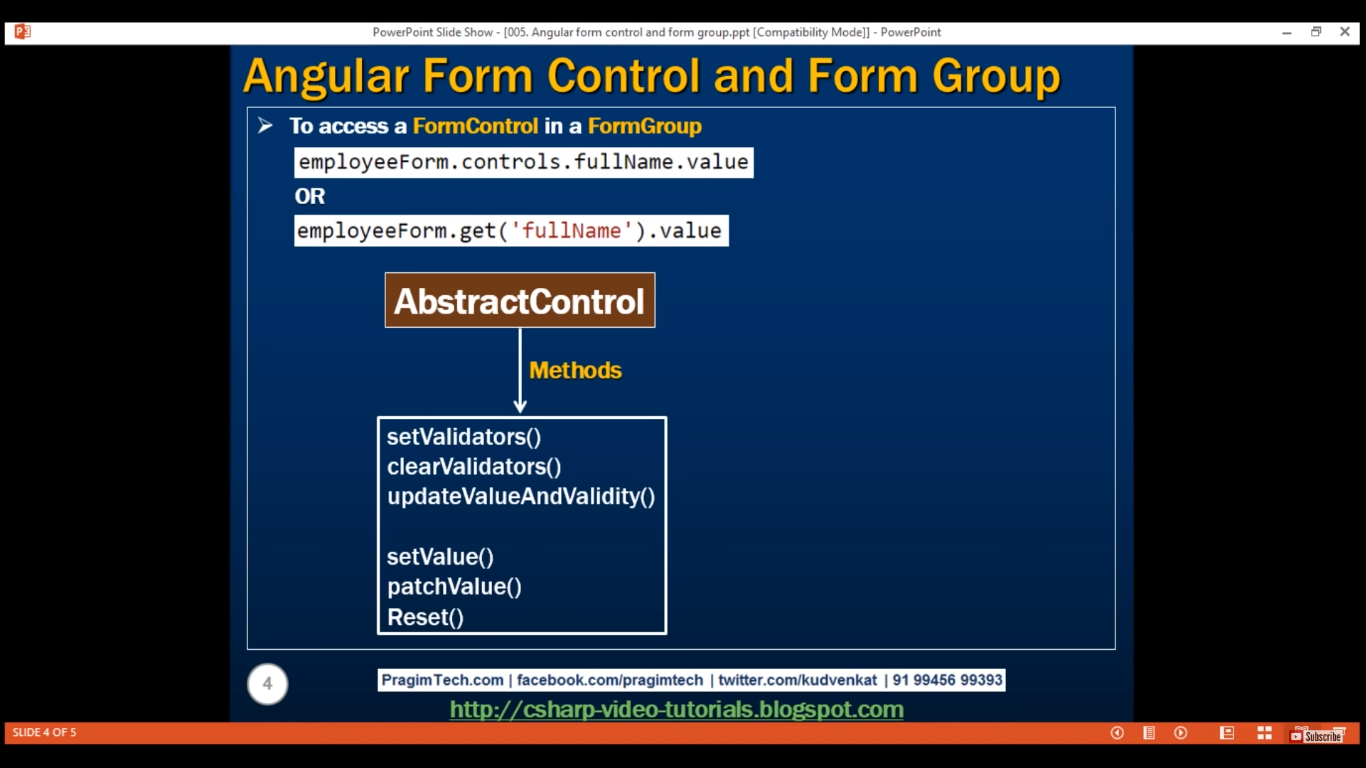 PowerPoint Slide Show - [005. Angular form control and form group.ppt [Compatibility Mode]] - PowerPoint
Angular Form Control and Form Group
To access a FormControl in a FormGroup
employeeForm.controls.fullName.value
OR
employeeForm.get('fullName').value
AbstractControl
Methods
setValidators()
clearValidators()
updateValueAndValidity()
setValue()
patchValue()
Reset()
4
PragimTech.com | facebook.com/pragimtech | twitter.com/kudvenkat | 91 99456 99393
http://csharp-video-tutorials.blogspot.com
SLIDE 4 OF 5
Subscribe